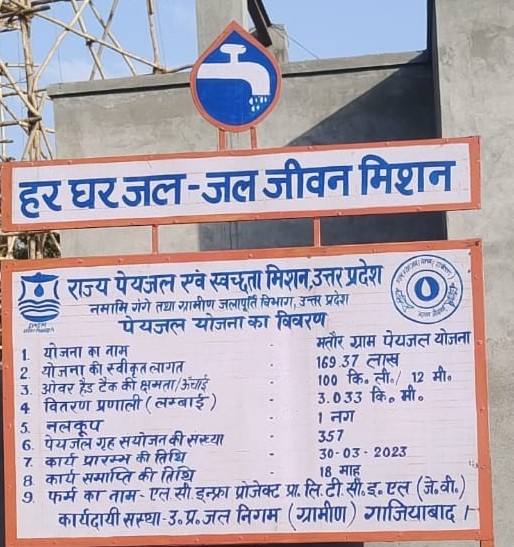 हर घर जल-जल जीवन मिशन
राज्य पेयजल एवं स्वच्छता मिशन, उत्तर प्रदेश
नमामि गंगे तथा ग्रामीण जलापूर्ति विभाग, उत्तर प्रदेश
पेयजल योजना का विवरण
1. योजना का नाम - मतौर ग्राम पेयजल योजना
2. योजना की स्वीकृत लागत - 169.37 लाख
3. ओवर हैड टैंक की क्षमता/ऊँचाई - 100 कि.ली./ 12 मी.
4. वितरण प्रणाली (लम्बाई) - 3.033 कि.मी.
5. नलकूप - 1 नग
6. पेयजल गृह संयोजन की संख्या - 357
7. कार्य प्रारम्भ की तिथि - 30-03-2023
8. कार्य समाप्ति की तिथि - 18 माह
9. फर्म का नाम- एल.सी.इन्फ्रा प्रोजेक्ट प्रा.लि.टी.सी.इ.एल (जे.वी.)
कार्यदायी संस्था-उ.प्र.जल निगम (ग्रामीण) गाजियाबाद।